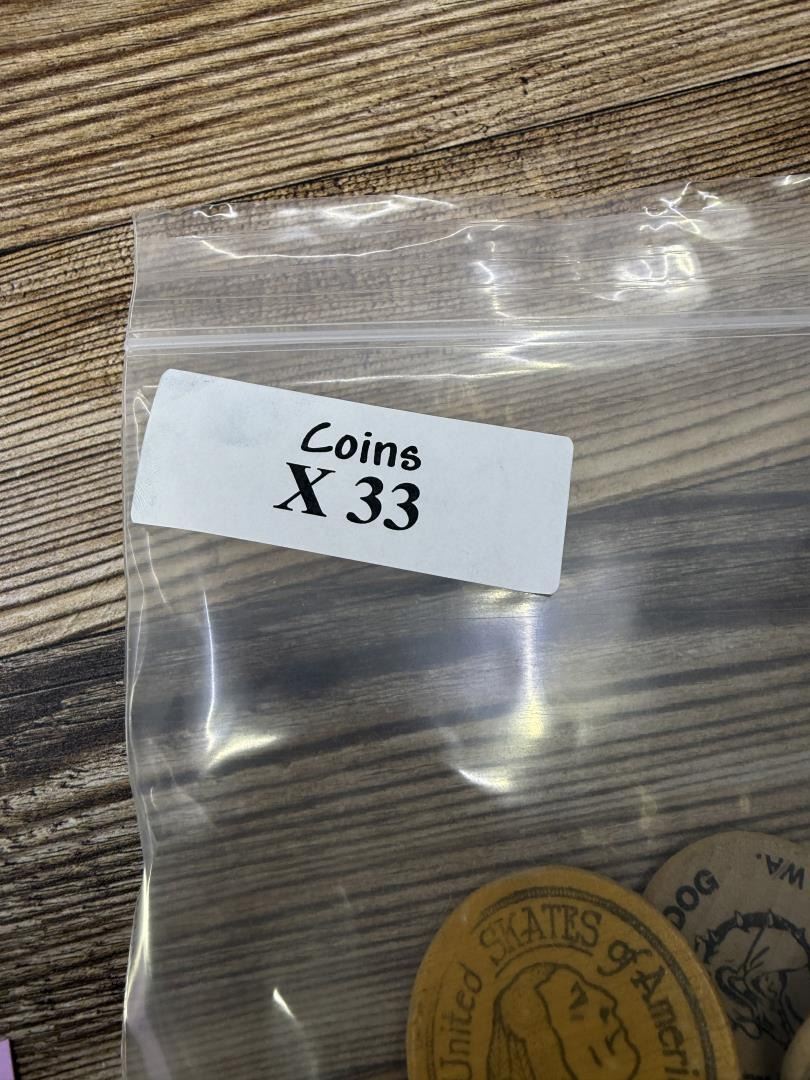 Coins
X 33
United SKATES of Ameri
DOG
WA.